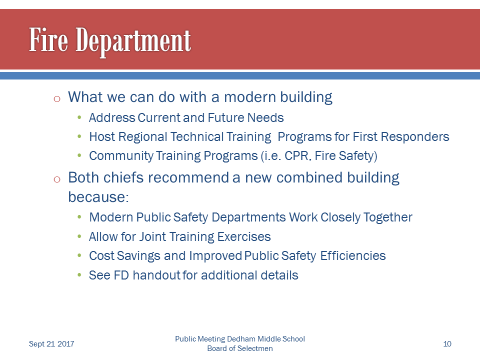 Fire Department
o What we can do with a modern building
• Address Current and Future Needs
• Host Regional Technical Training Programs for First Responders
• Community Training Programs (i.e. CPR, Fire Safety)
o Both chiefs recommend a new combined building
because:
• Modern Public Safety Departments Work Closely Together
• Allow for Joint Training Exercises
• Cost Savings and Improved Public Safety Efficiencies
• See FD handout for additional details
Sept 21 2017
Public Meeting Dedham Middle School
Board of Selectmen
10